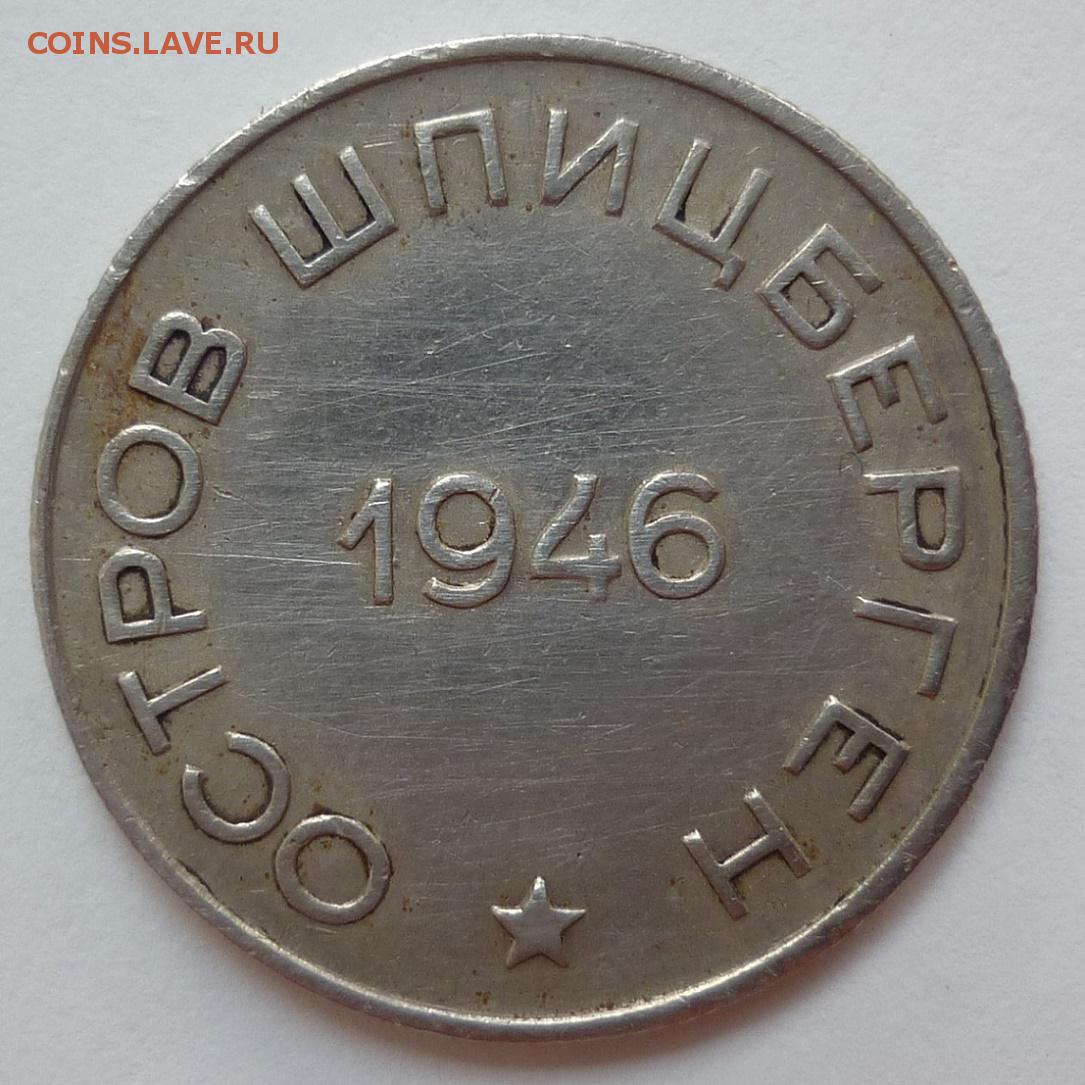 COINS.LAVE.RU
ОСТРОВ ШПИЦБЕРГЕН
1946